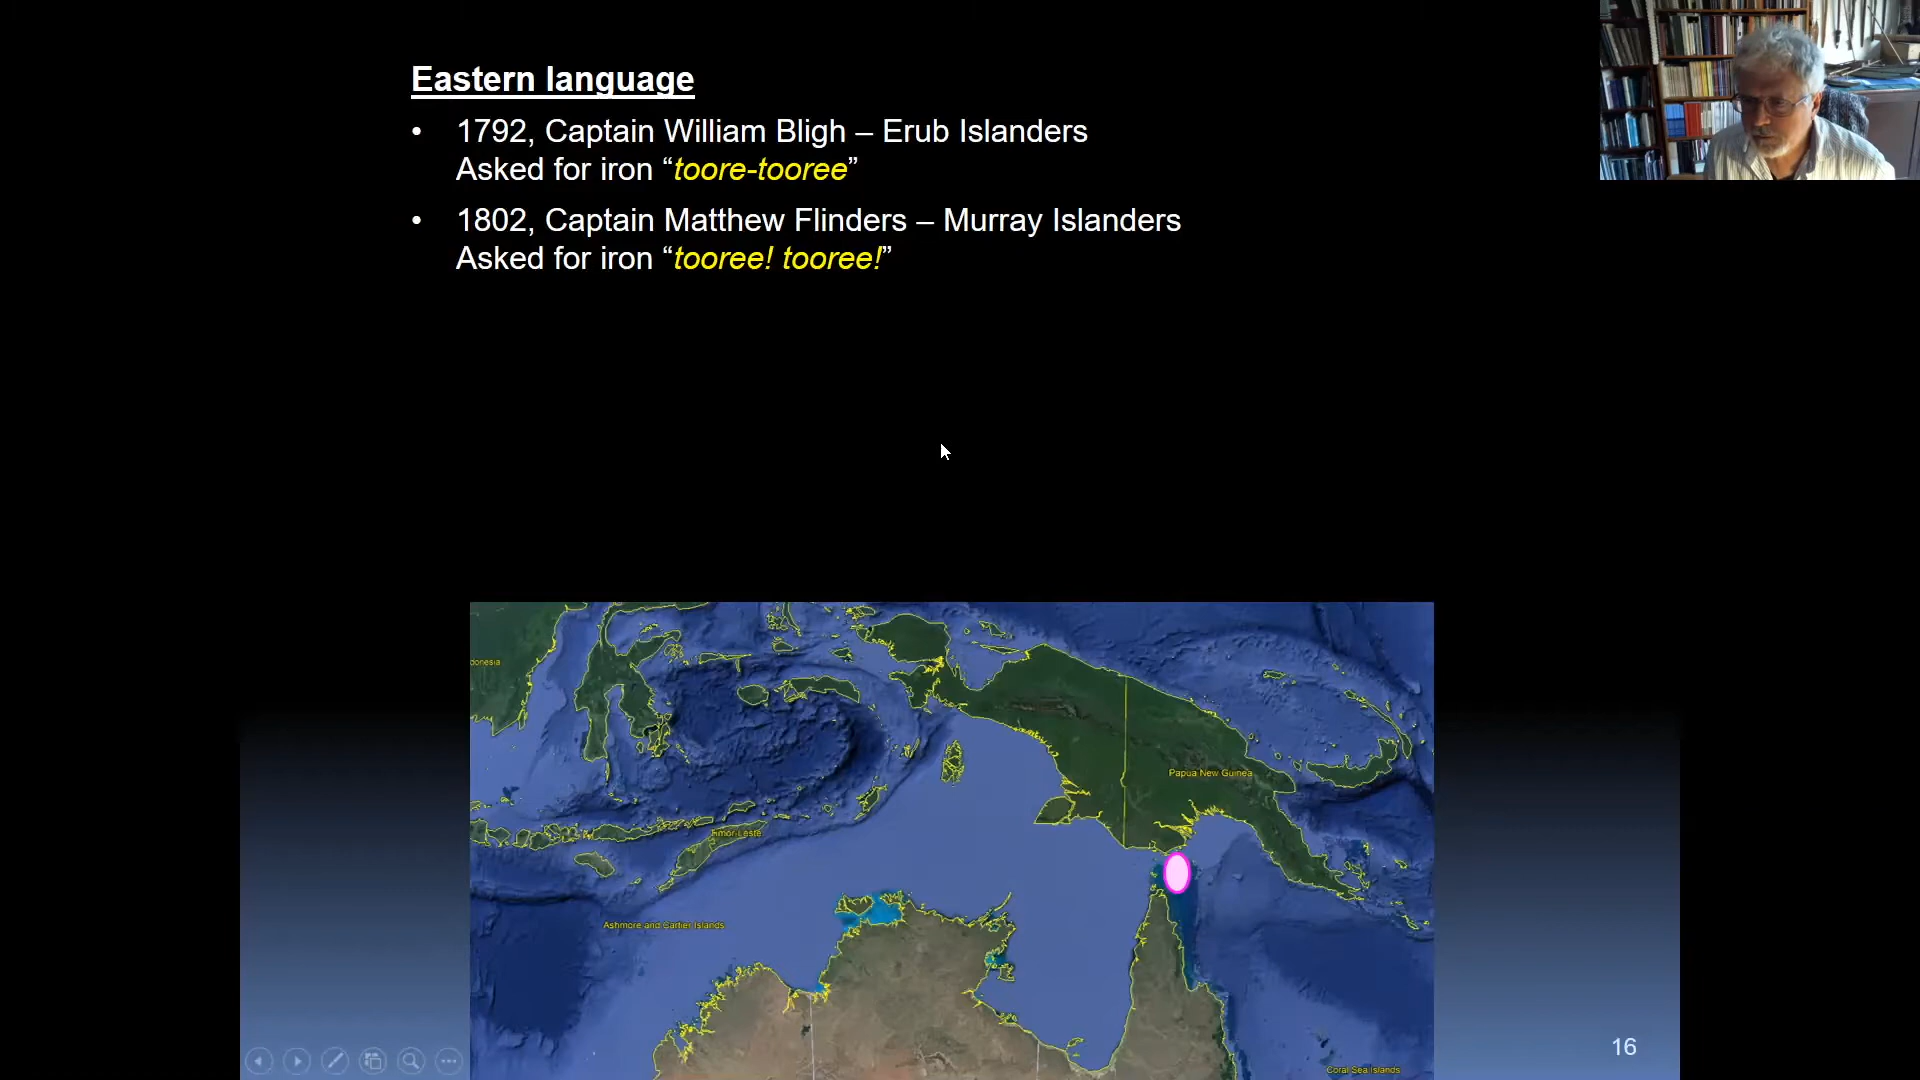 Eastern language
• 1792, Captain William Bligh – Erub Islanders
Asked for iron “toore-tooree”
• 1802, Captain Matthew Flinders – Murray Islanders
Asked for iron “tooree! tooree!”
donesia
Papua New Guinea
Timor-Leste
Ashmore and Cartier Islands
Coral Sea Islands
16